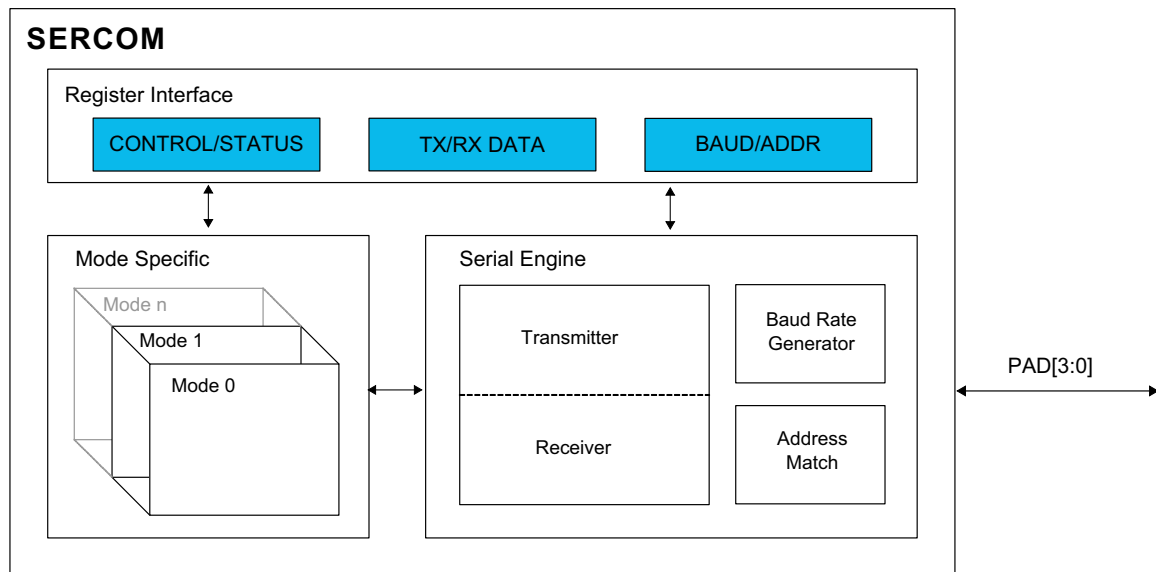 SERCOM
Register Interface
CONTROL/STATUS
TX/RX DATA
BAUD/ADDR
Mode Specific
Mode n
Mode 1
Mode 0
Serial Engine
Transmitter
Receiver
Baud Rate
Generator
Address
Match
PAD[3:0]